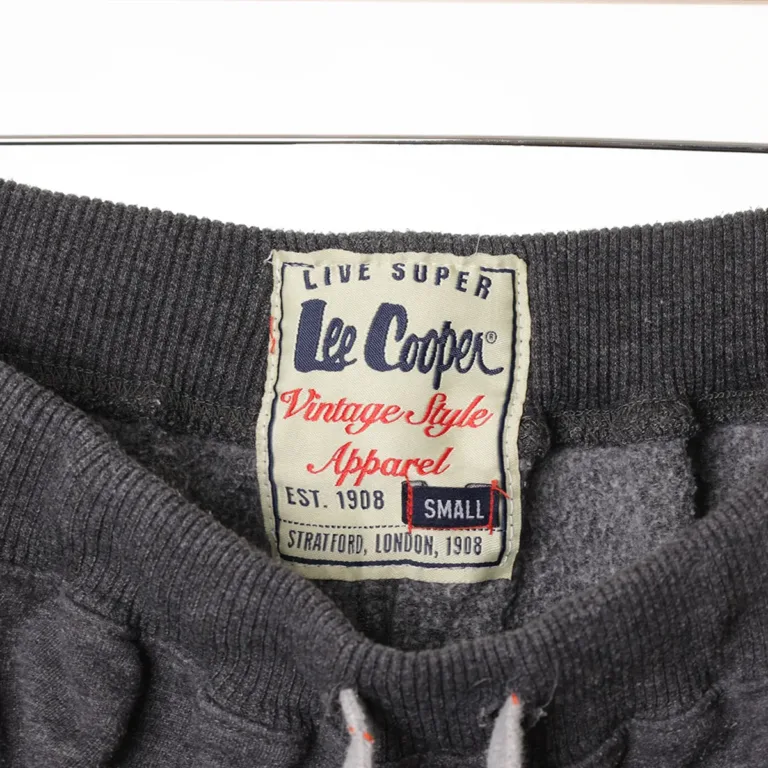 LIVE SUPER
Lee Cooper®
Vintage Style
Apparel
EST. 1908 SMALL
STRATFORD, LONDON, 1908